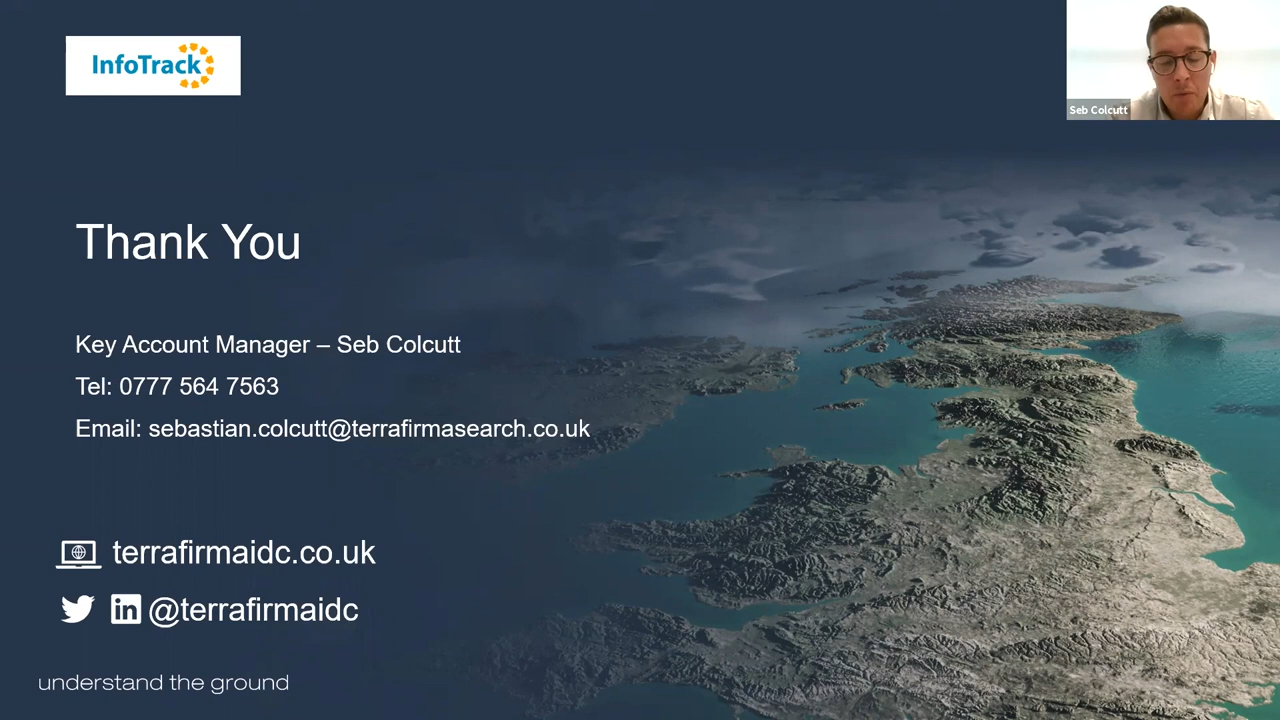 InfoTrack
Seb Colcutt
Thank You
Key Account Manager – Seb Colcutt
Tel: 0777 564 7563
Email: sebastian.colcutt@terrafirmasearch.co.uk
terrafirmaidc.co.uk
in @terrafirmaidc
understand the ground